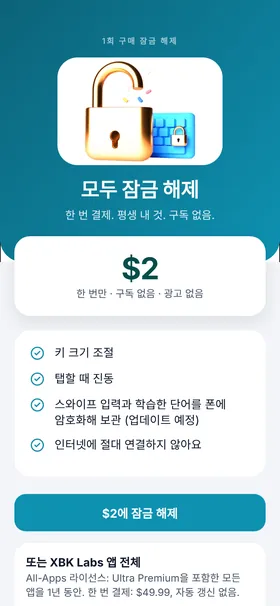 1회 구매 잠금 해제
모두 잠금 해제
한 번 결제. 평생 내 것. 구독 없음.
$2
한 번만 · 구독 없음 · 광고 없음
키 크기 조절
탭할 때 진동
스와이프 입력과 학습한 단어를 폰에
암호화해 보관 (업데이트 예정)
인터넷에 절대 연결하지 않아요
$2에 잠금 해제
또는 XBK Labs 앱 전체
All-Apps 라이선스: Ultra Premium을 포함한 모든
앱을 1년 동안. 한 번 결제: $49.99, 자동 갱신 없음.